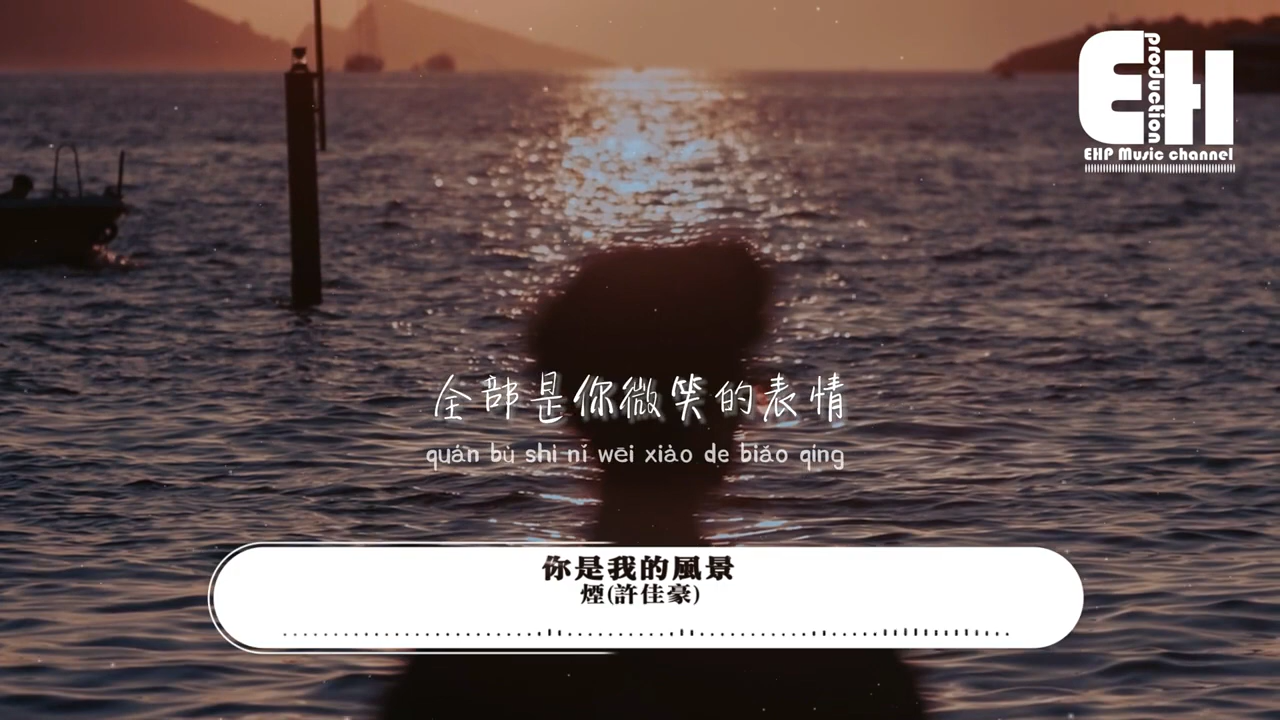 EH
production
EHP Music channel
全部是你微笑的表情
quán bù shì nǐ wēi xiào de biǎo qíng
你是我的風景
煙(許佳豪)